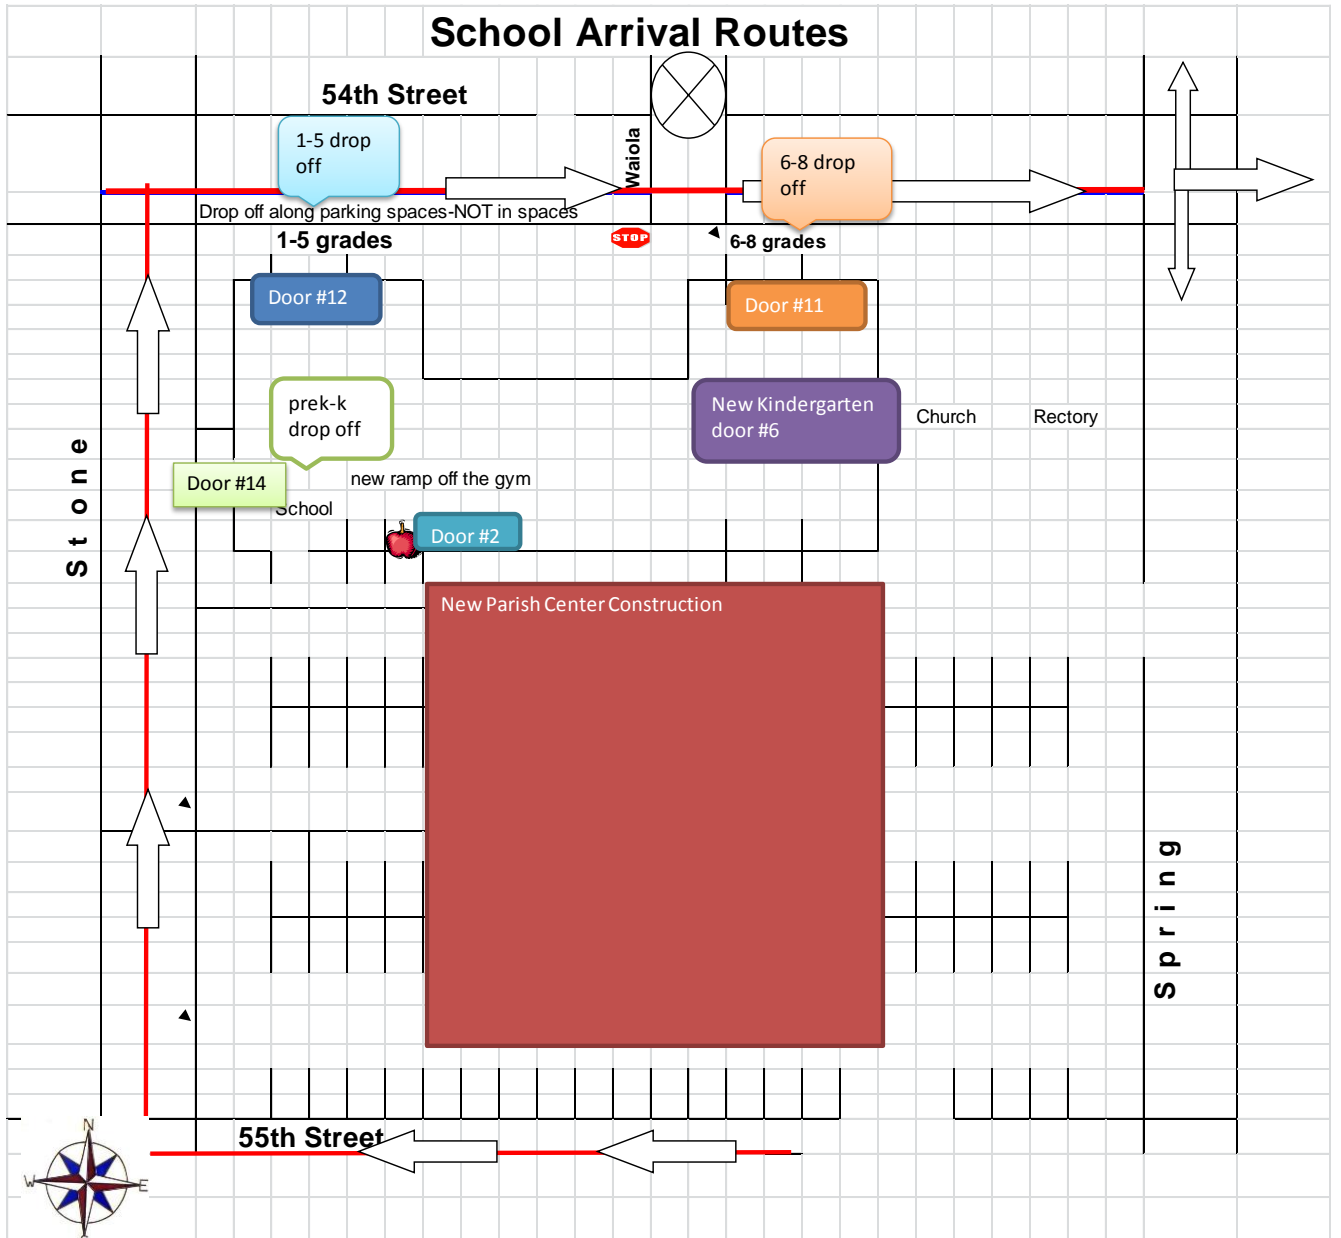 School Arrival Routes
54th Street
Waiola
1-5 drop
off
6-8 drop
off
Drop off along parking spaces-NOT in spaces
STOP
1-5 grades
6-8 grades
Door #12
Door #11
prek-k
drop off
New Kindergarten
door #6
Church
Rectory
Stone
Door #14
new ramp off the gym
School
Door #2
New Parish Center Construction
Spring
55th Street
N
W
E